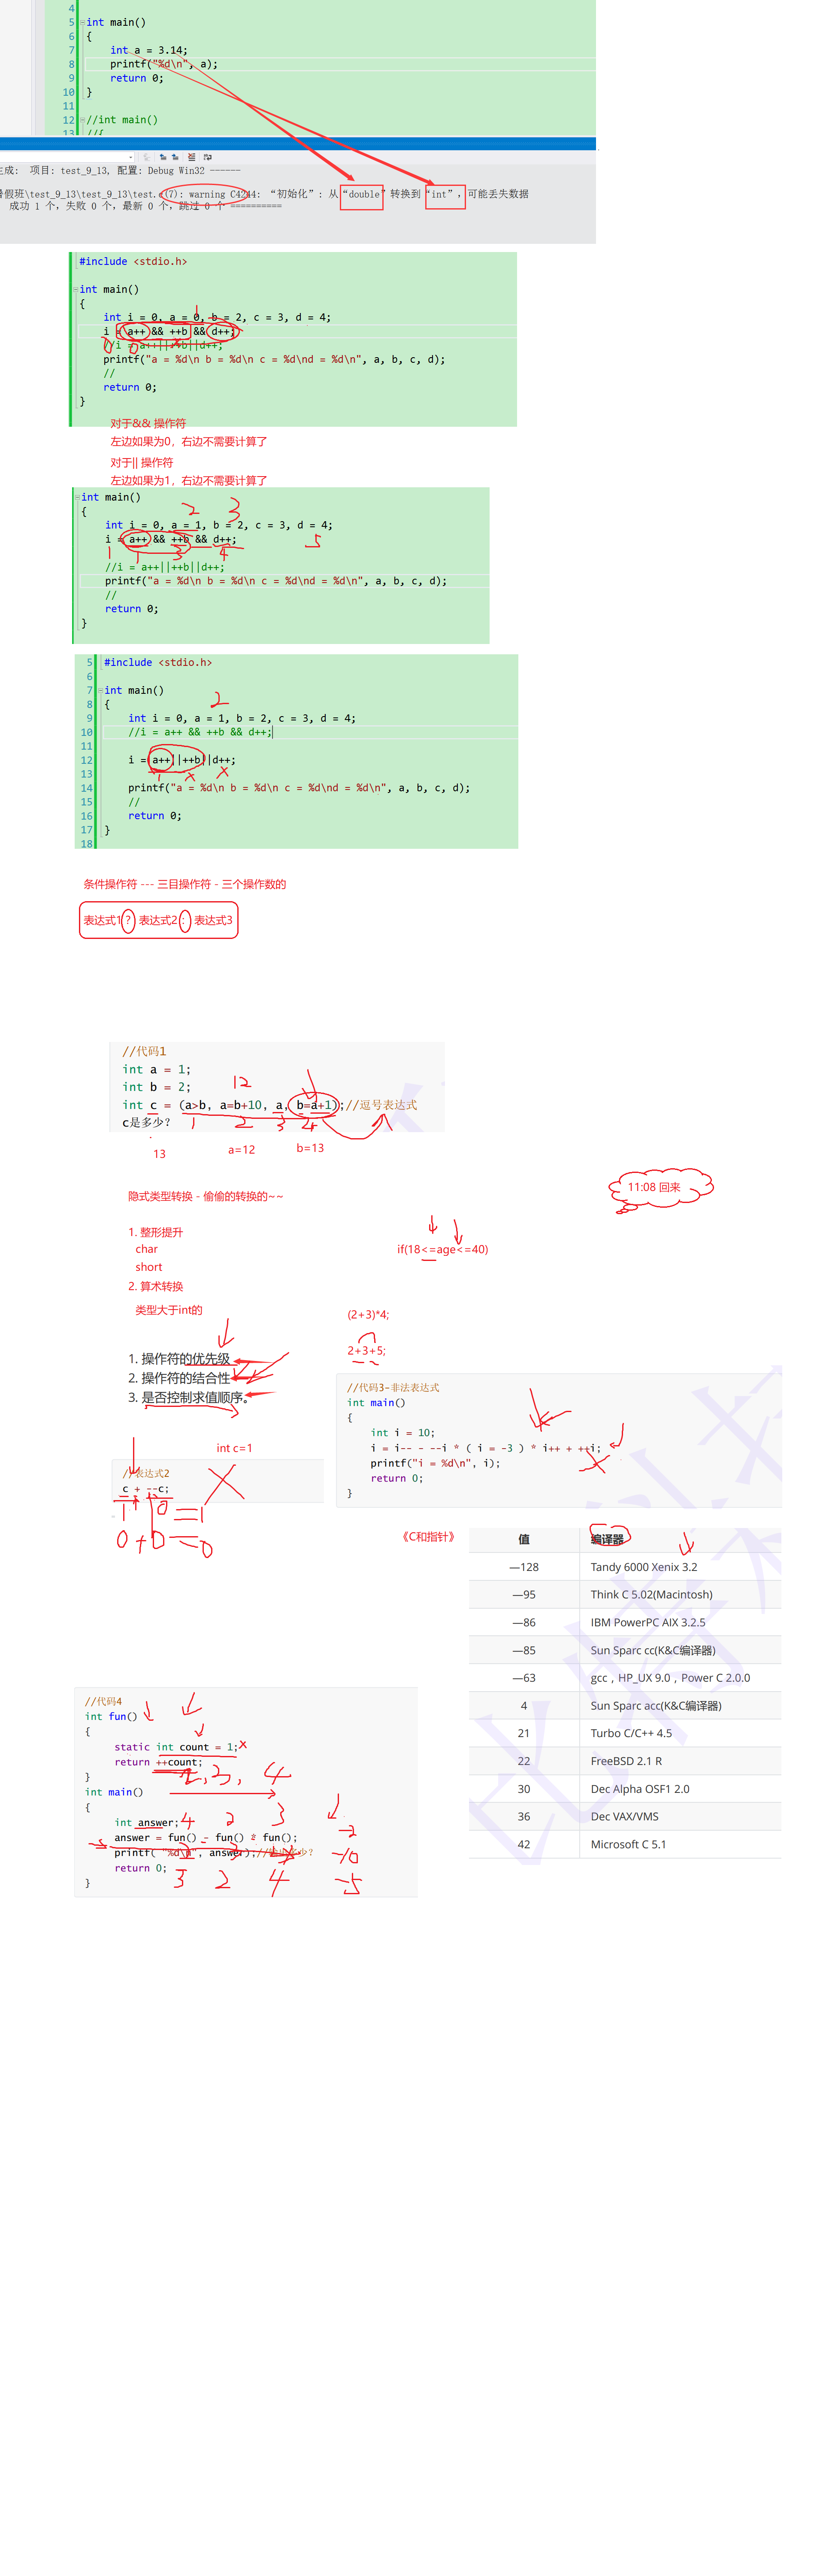 4
5 int main()
6 {
7 int a = 3.14;
8 printf("%d\n", a);
9 return 0;
10 }
11
12 //int main()
13 //{
生成: 项目: test_9_13, 配置: Debug Win32 ------
暑假班\test_9_13\test_9_13\test.c(7): warning C4244: “初始化”: 从“double”转换到“int”, 可能丢失数据
成功 1 个, 失败 0 个, 最新 0 个, 跳过 0 个 ==========
#include <stdio.h>
int main()
{
int i = 0, a = 0, b = 2, c = 3, d = 4;
1
i = a++ && ++b && d++;
0 0 x
//i = a++||++b||d++;
printf("a = %d\n b = %d\n c = %d\nd = %d\n", a, b, c, d);
//
return 0;
}
对于&& 操作符
左边如果为0，右边不需要计算了
对于|| 操作符
左边如果为1，右边不需要计算了
int main()
{
2 3
int i = 0, a = 1, b = 2, c = 3, d = 4;
i = a++ && ++b && d++;
5
1 1 3 4
//i = a++||++b||d++;
printf("a = %d\n b = %d\n c = %d\nd = %d\n", a, b, c, d);
//
return 0;
}
5 #include <stdio.h>
6
7 int main()
8 {
2
9 int i = 0, a = 1, b = 2, c = 3, d = 4;
10 //i = a++ && ++b && d++;
11
12 i = a++||++b||d++;
13
1 x x
14 printf("a = %d\n b = %d\n c = %d\nd = %d\n", a, b, c, d);
15 //
16 return 0;
17 }
18
条件操作符 --- 三目操作符 - 三个操作数的
表达式1 ? 表达式2 : 表达式3
//代码1
int a = 1;
int b = 2;
12
int c = (a>b, a=b+10, a, b=a+1);//逗号表达式
c是多少?
1 2 3 4
13 a=12 b=13
隐式类型转换 - 偷偷的转换的~~
11:08 回来
1. 整形提升
char
short
2. 算术转换
类型大于int的
if(18<=age<=40)
(2+3)*4;
2+3+5;
1. 操作符的优先级
2. 操作符的结合性
3. 是否控制求值顺序。
int c=1
//表达式2
c + --c;
1 + 0 =1
0+0=0
//代码3-非法表达式
int main()
{
int i = 10;
i = i-- - --i * ( i = -3 ) * i++ + ++i;
printf("i = %d\n", i);
return 0;
}
《C和指针》
值 编译器
—128 Tandy 6000 Xenix 3.2
—95 Think C 5.02(Macintosh)
—86 IBM PowerPC AIX 3.2.5
—85 Sun Sparc cc(K&C编译器)
—63 gcc，HP_UX 9.0，Power C 2.0.0
4 Sun Sparc acc(K&C编译器)
21 Turbo C/C++ 4.5
22 FreeBSD 2.1 R
30 Dec Alpha OSF1 2.0
36 Dec VAX/VMS
42 Microsoft C 5.1
//代码4
int fun()
{
static int count = 1; x
return ++count;
2, 3, 4
}
int main()
{
int answer;
4 2 3
answer = fun() - fun() * fun();
-2
printf( "%d\n", answer);//输出多少?
-10
return 0;
3 2 4
-5
}